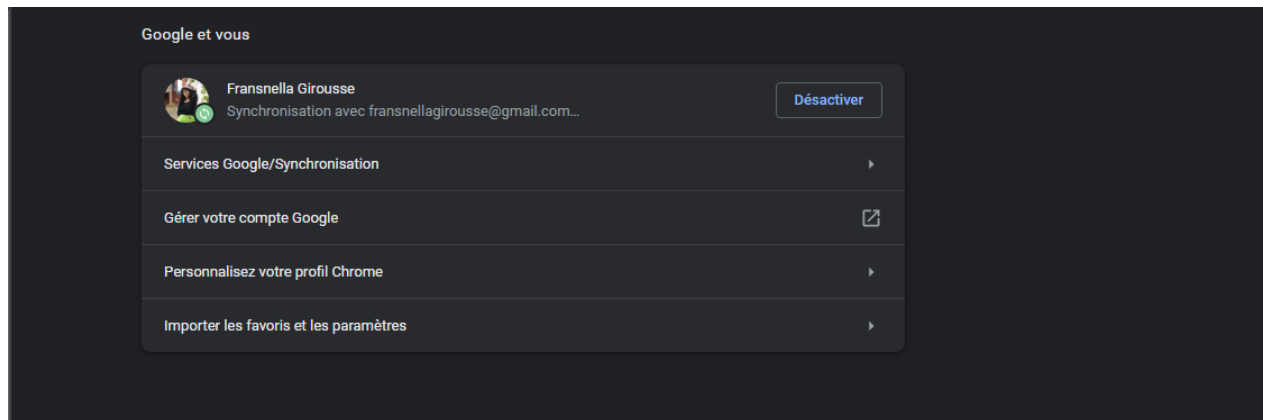 Google et vous
Fransnella Girousse
Synchronisation avec fransnellagirousse@gmail.com...
Désactiver
Services Google/Synchronisation
Gérer votre compte Google
Personnalisez votre profil Chrome
Importer les favoris et les paramètres